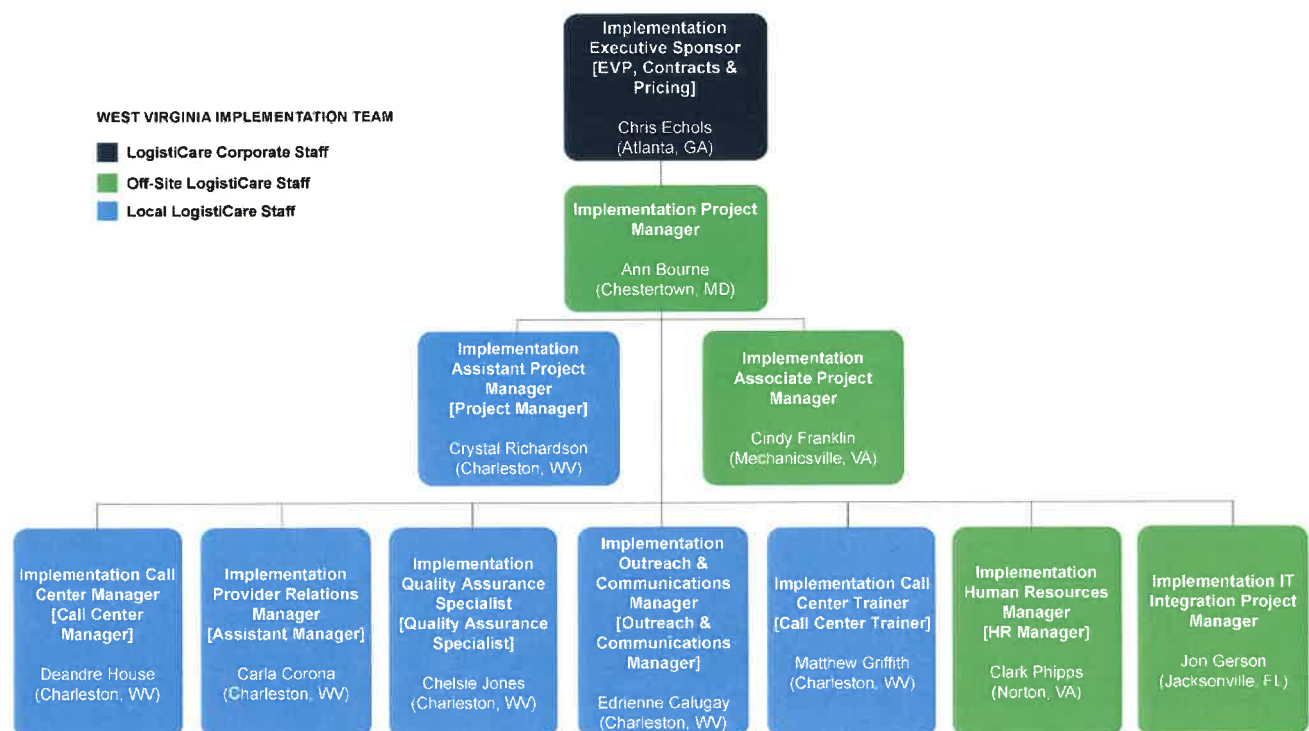 Implementation
Executive Sponsor
[EVP, Contracts &
Pricing]
Chris Echols
(Atlanta, GA)
WEST VIRGINIA IMPLEMENTATION TEAM
LogistiCare Corporate Staff
Off-Site LogistiCare Staff
Local LogistiCare Staff
Implementation Project
Manager
Ann Bourne
(Chestertown, MD)
Implementation
Assistant Project
Manager
[Project Manager]
Crystal Richardson
(Charleston, WV)
Implementation
Associate Project
Manager
Cindy Franklin
(Mechanicsville, VA)
Implementation Call
Center Manager
[Call Center
Manager]
Deandre House
(Charleston, WV)
Implementation
Provider Relations
Manager
[Assistant Manager]
Carla Corona
(Charleston, WV)
Implementation
Quality Assurance
Specialist
[Quality Assurance
Specialist]
Chelsie Jones
(Charleston, WV)
Implementation
Outreach &
Communications
Manager
[Outreach &
Communications
Manager]
Edrienne Calugay
(Charleston, WV)
Implementation Call
Center Trainer
[Call Center Trainer]
Matthew Griffith
(Charleston, WV)
Implementation
Human Resources
Manager
[HR Manager]
Clark Phipps
(Norton, VA)
Implementation IT
Integration Project
Manager
Jon Gerson
(Jacksonville, FL)